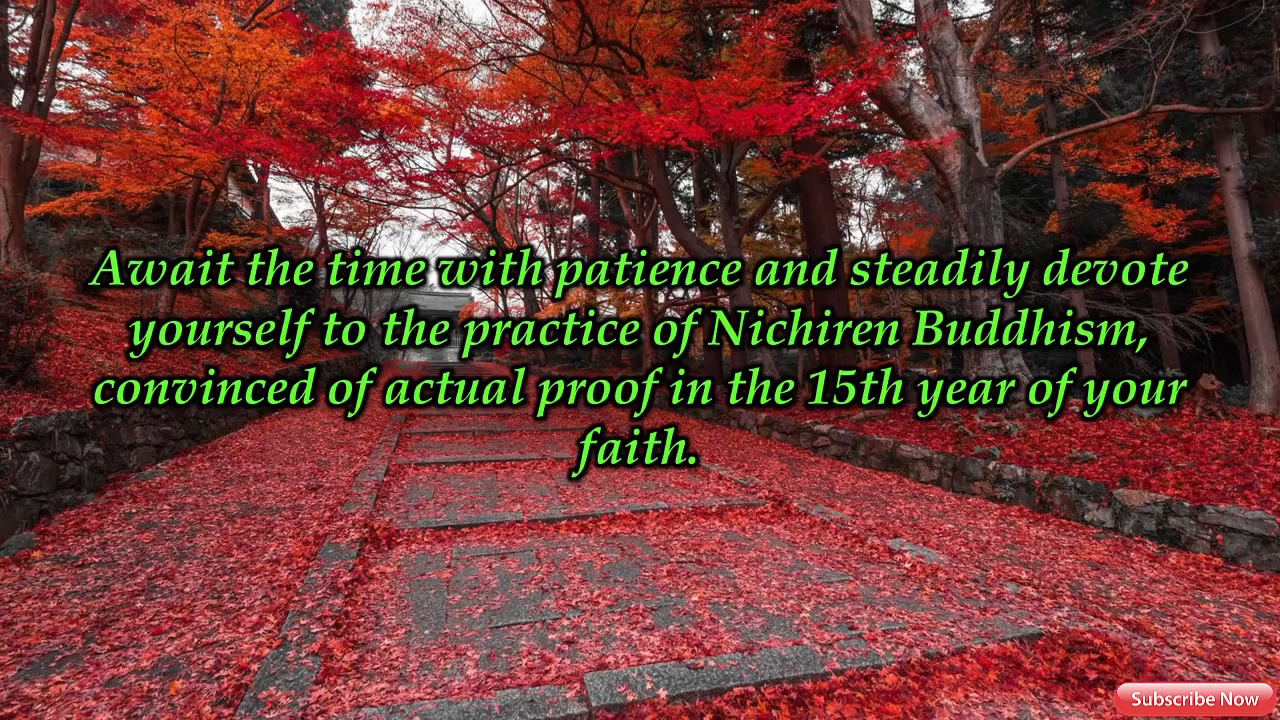 Await the time with patience and steadily devote
yourself to the practice of Nichiren Buddhism,
convinced of actual proof in the 15th year of your
faith.
Subscribe Now